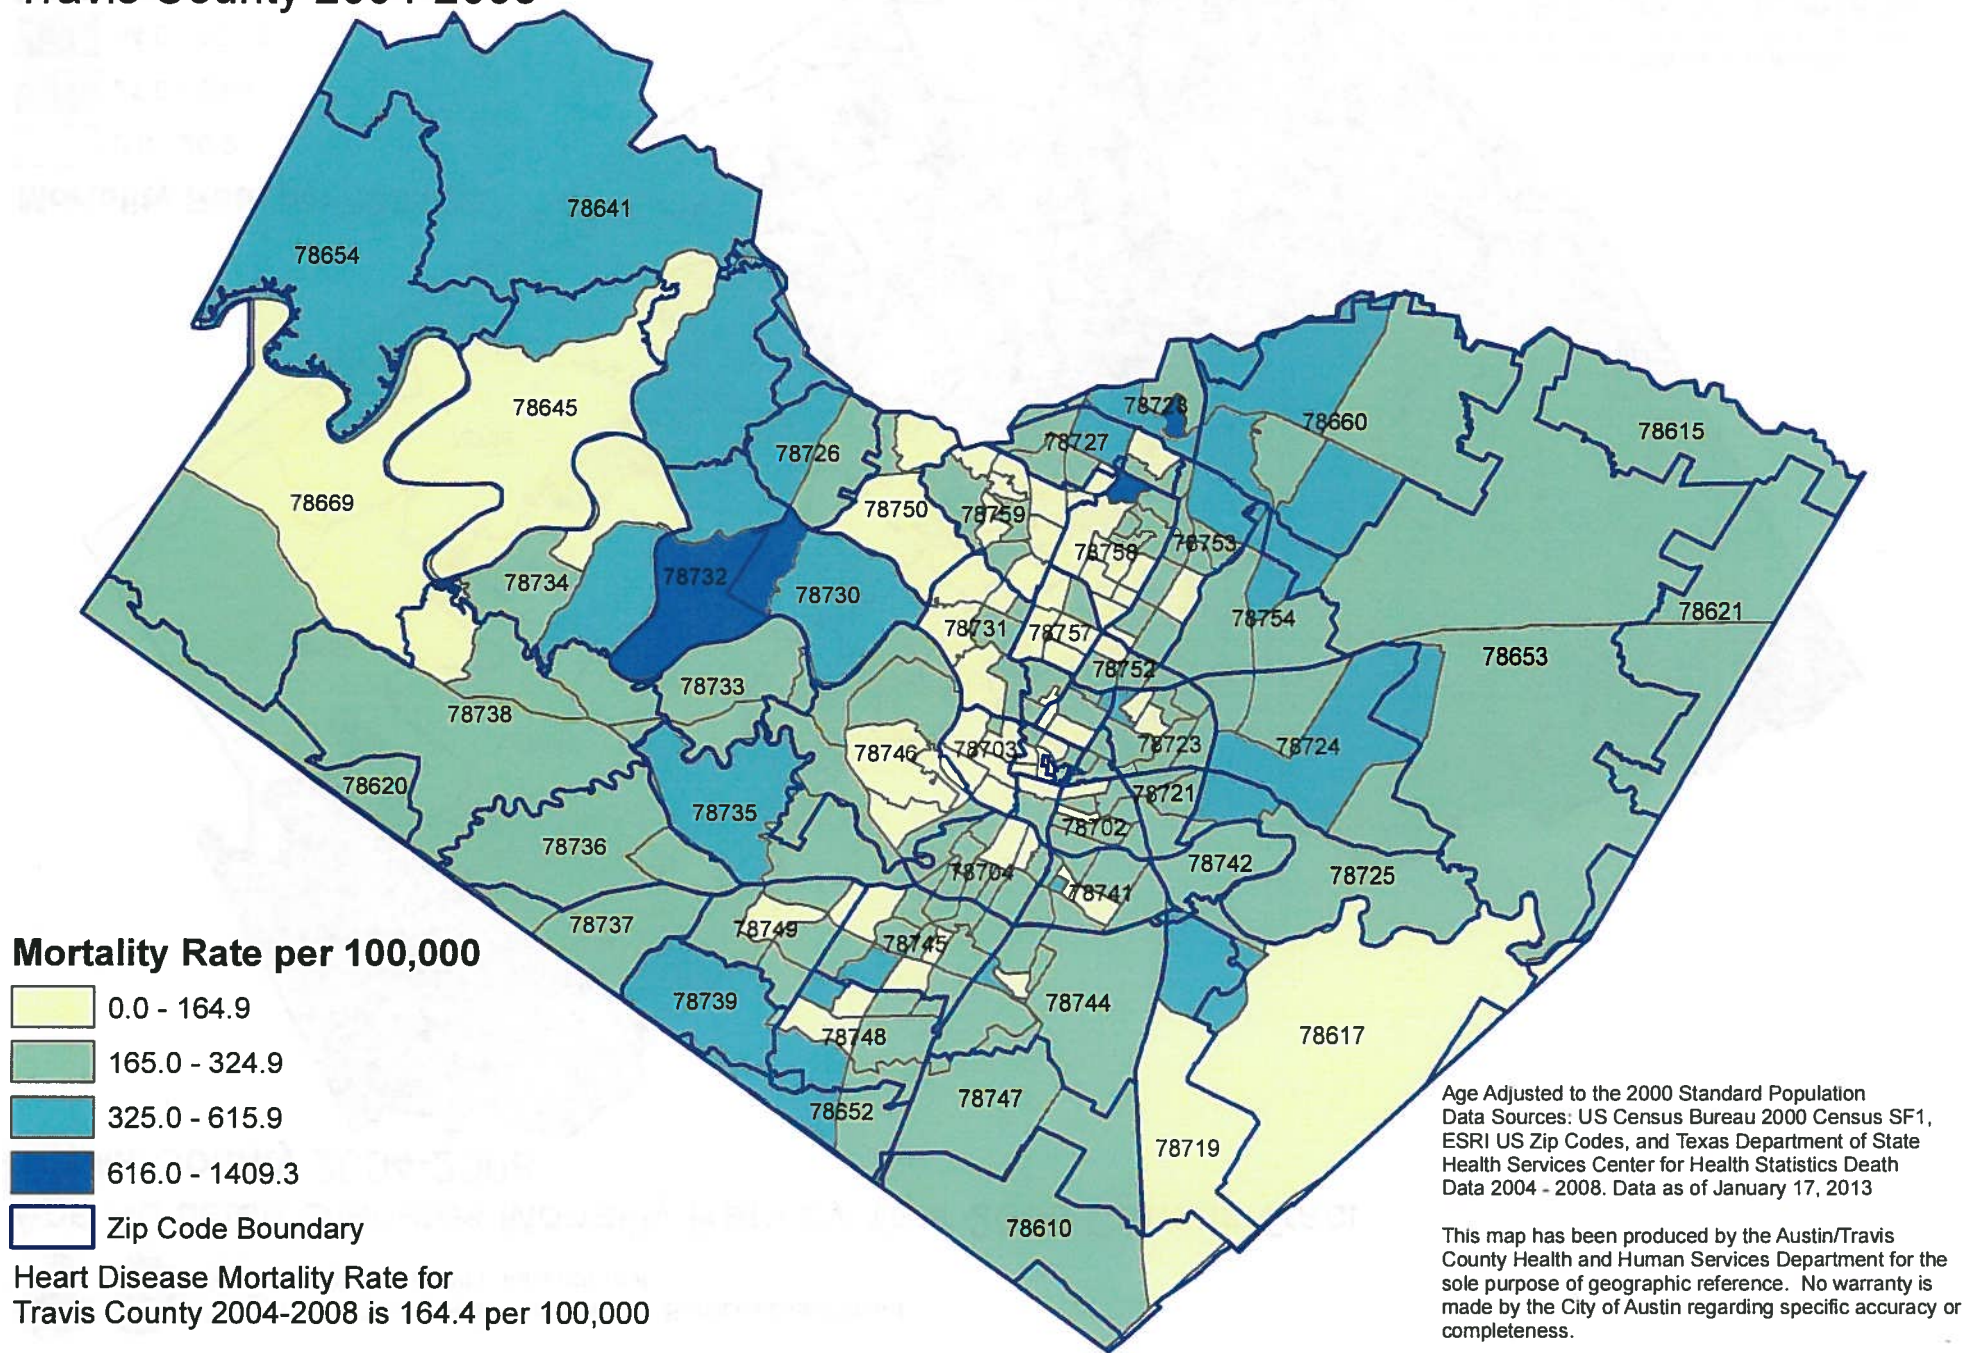 Travis County 2004-2008
78641
78654
78645
78669
78726
78728
78727
78660
78615
78750
78759
78758
78753
78734
78732
78730
78754
78621
78731
78757
78653
78752
78733
78738
78746
78703
78723
78724
78620
78735
78721
78702
78736
78742
78725
78704
78741
78737
78749
78745
78739
78744
78748
78617
78747
78652
78719
78610
Mortality Rate per 100,000
0.0 - 164.9
165.0 - 324.9
325.0 - 615.9
616.0 - 1409.3
Zip Code Boundary
Heart Disease Mortality Rate for
Travis County 2004-2008 is 164.4 per 100,000
Age Adjusted to the 2000 Standard Population
Data Sources: US Census Bureau 2000 Census SF1,
ESRI US Zip Codes, and Texas Department of State
Health Services Center for Health Statistics Death
Data 2004 - 2008. Data as of January 17, 2013
This map has been produced by the Austin/Travis
County Health and Human Services Department for the
sole purpose of geographic reference. No warranty is
made by the City of Austin regarding specific accuracy or
completeness.